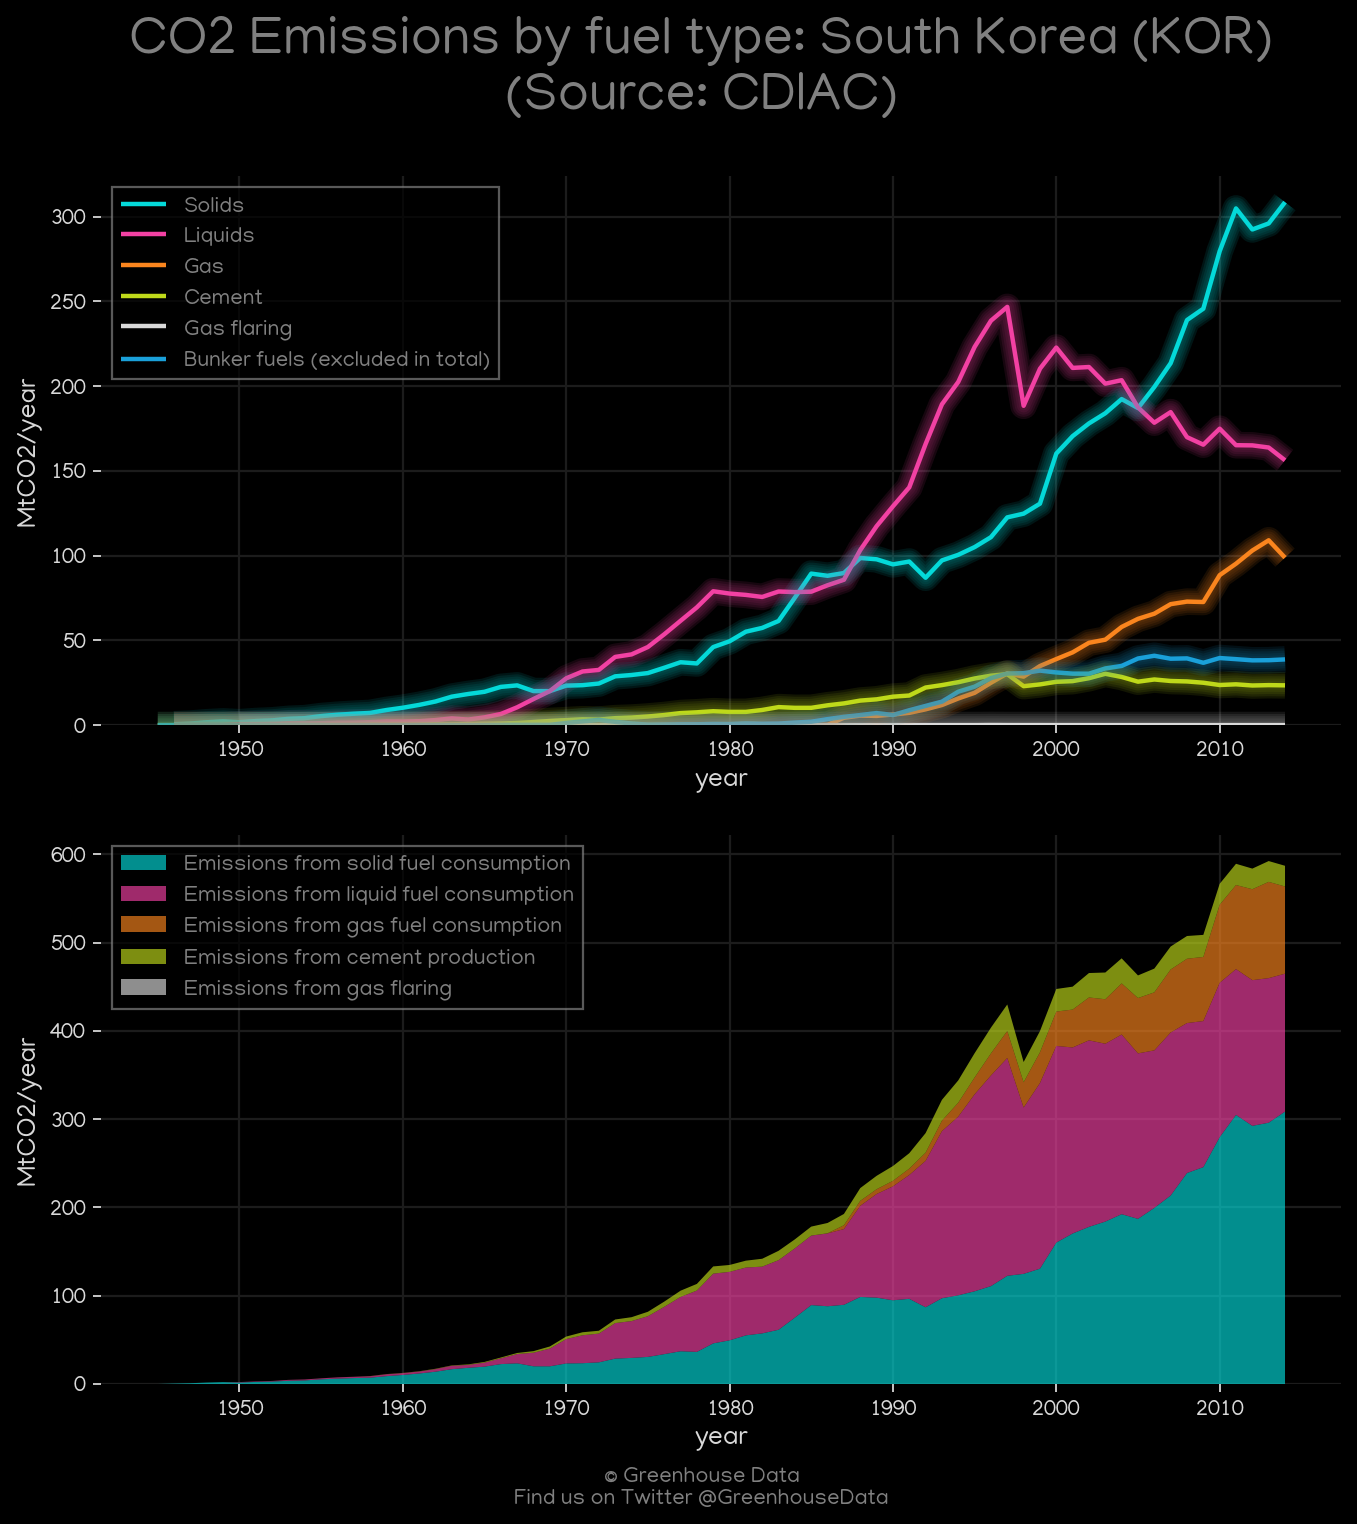 CO2 Emissions by fuel type: South Korea (KOR)
(Source: CDIAC)
Solids
Liquids
Gas
Cement
Gas flaring
Bunker fuels (excluded in total)
300
250
200
150
100
50
0
MtCO2/year
1950 1960 1970 1980 1990 2000 2010
year
Emissions from solid fuel consumption
Emissions from liquid fuel consumption
Emissions from gas fuel consumption
Emissions from cement production
Emissions from gas flaring
600
500
400
300
200
100
0
MtCO2/year
1950 1960 1970 1980 1990 2000 2010
year
© Greenhouse Data
Find us on Twitter @GreenhouseData